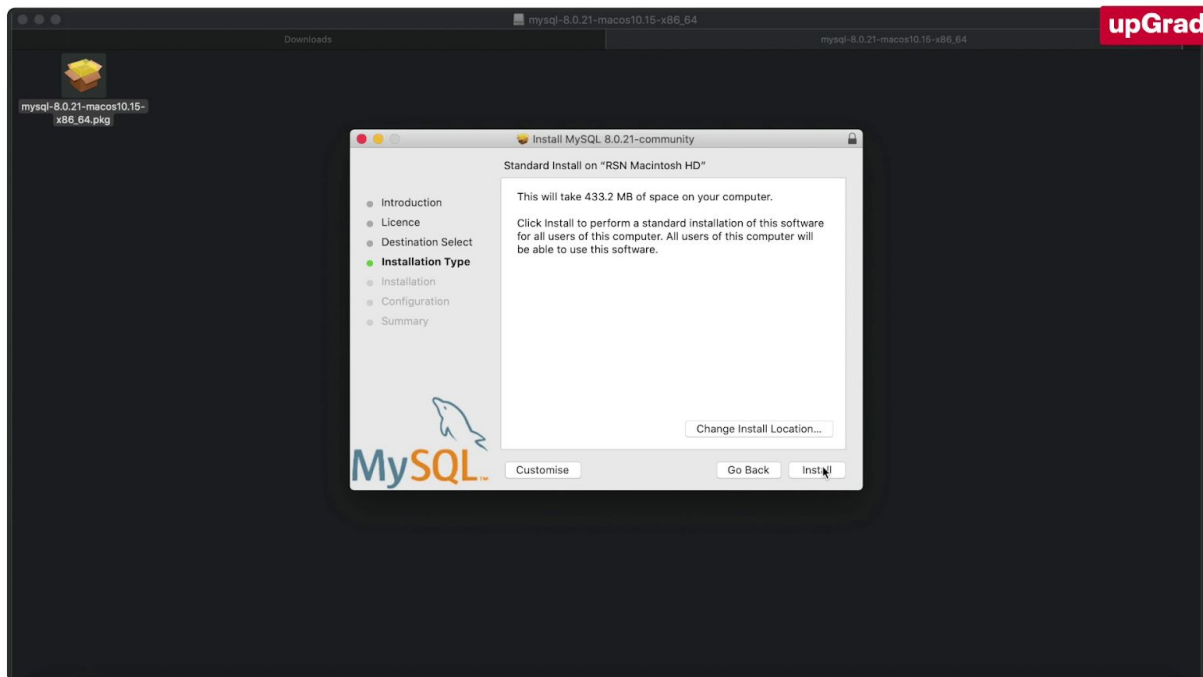 mysql-8.0.21-macos10.15-x86_64
upGrad
Downloads
mysql-8.0.21-macos10.15-x86_64
mysql-8.0.21-macos10.15-
x86_64.pkg
Install MySQL 8.0.21-community
Standard Install on “RSN Macintosh HD”
Introduction
Licence
Destination Select
Installation Type
Installation
Configuration
Summary
This will take 433.2 MB of space on your computer.
Click Install to perform a standard installation of this software
for all users of this computer. All users of this computer will
be able to use this software.
Change Install Location...
MySQL™
Customise
Go Back
Install